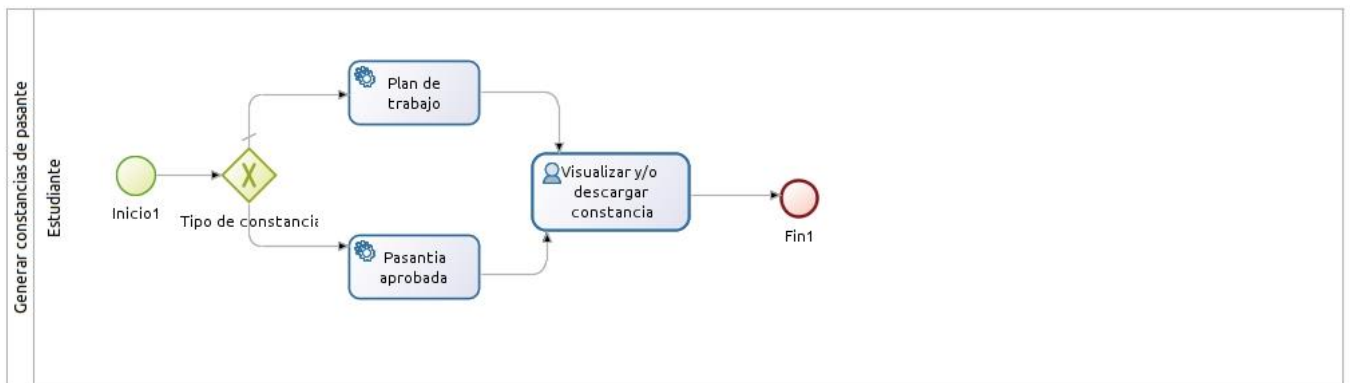 Generar constancias de pasante
Estudiante
Inicio1
Tipo de constancia
Plan de
trabajo
Pasantia
aprobada
Visualizar y/o
descargar
constancia
Fin1